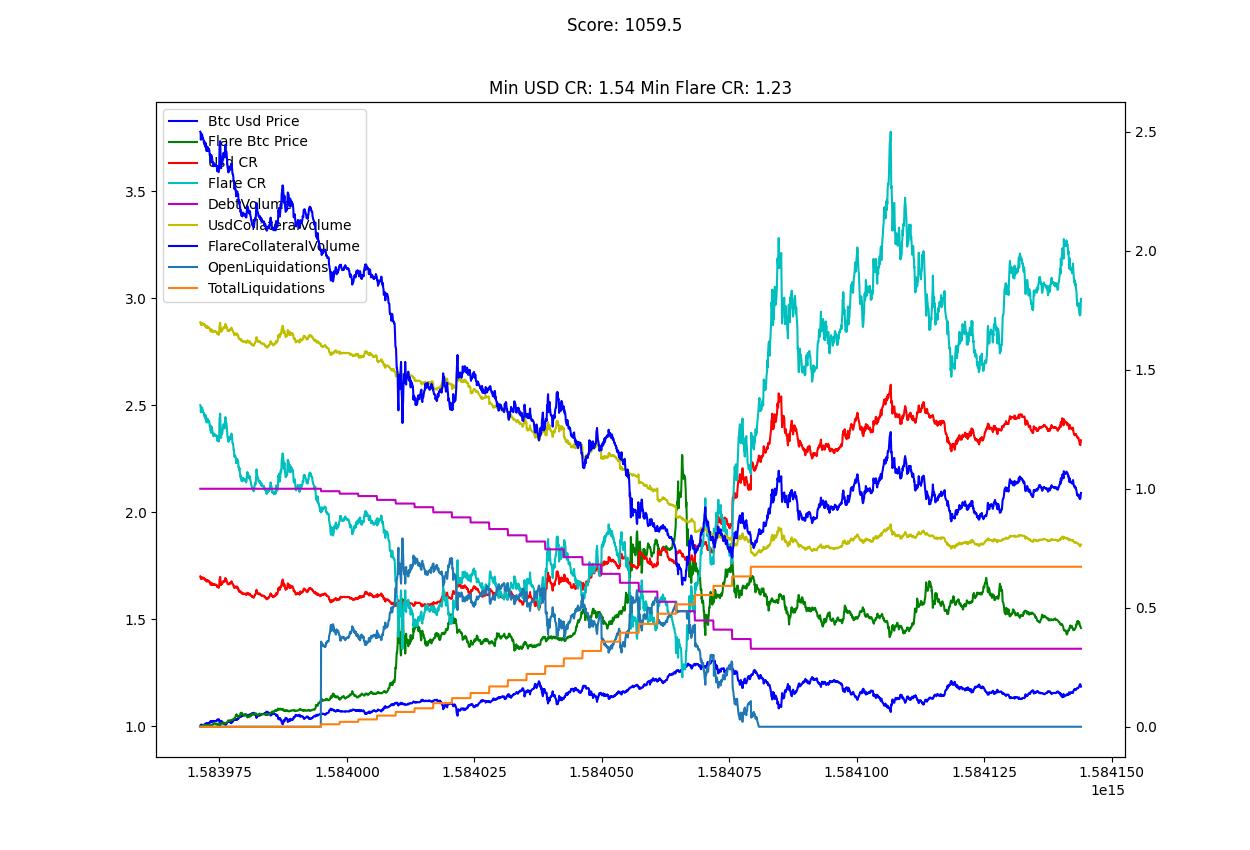 Score: 1059.5
Min USD CR: 1.54 Min Flare CR: 1.23
Btc Usd Price
Flare Btc Price
Usd CR
Flare CR
DebtVolume
UsdCollateralVolume
FlareCollateralVolume
OpenLiquidations
TotalLiquidations
3.5
3.0
2.5
2.0
1.5
1.0
2.5
2.0
1.5
1.0
0.5
0.0
1.583975
1.584000
1.584025
1.584050
1.584075
1.584100
1.584125
1.584150
1e15